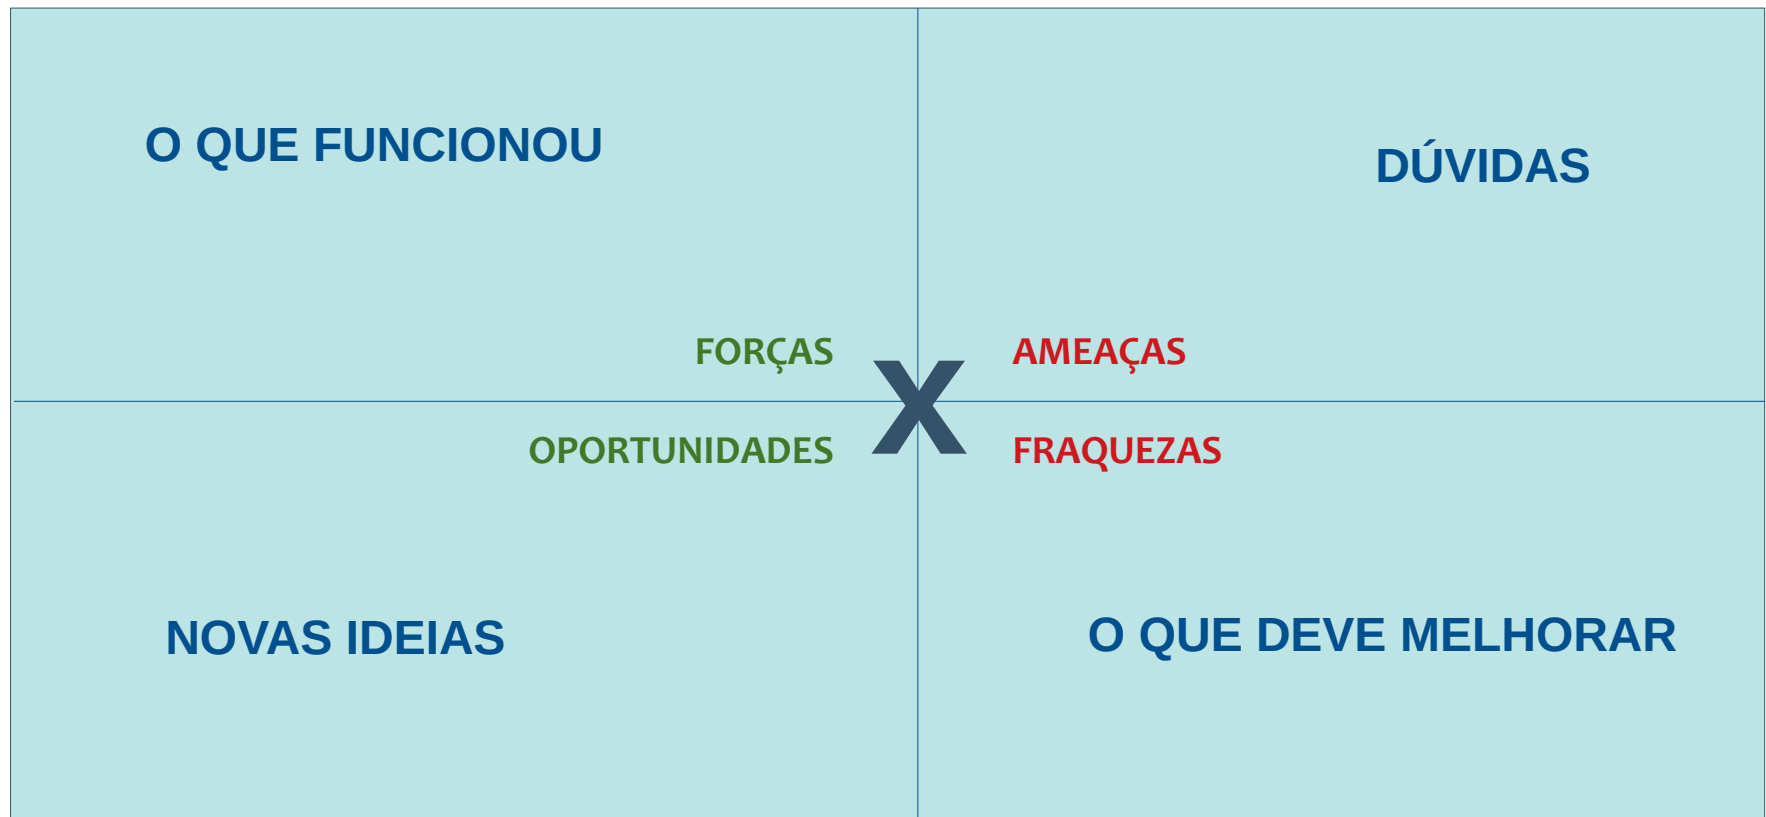 O QUE FUNCIONOU
DÚVIDAS
FORÇAS
AMEAÇAS
X
OPORTUNIDADES
FRAQUEZAS
NOVAS IDEIAS
O QUE DEVE MELHORAR